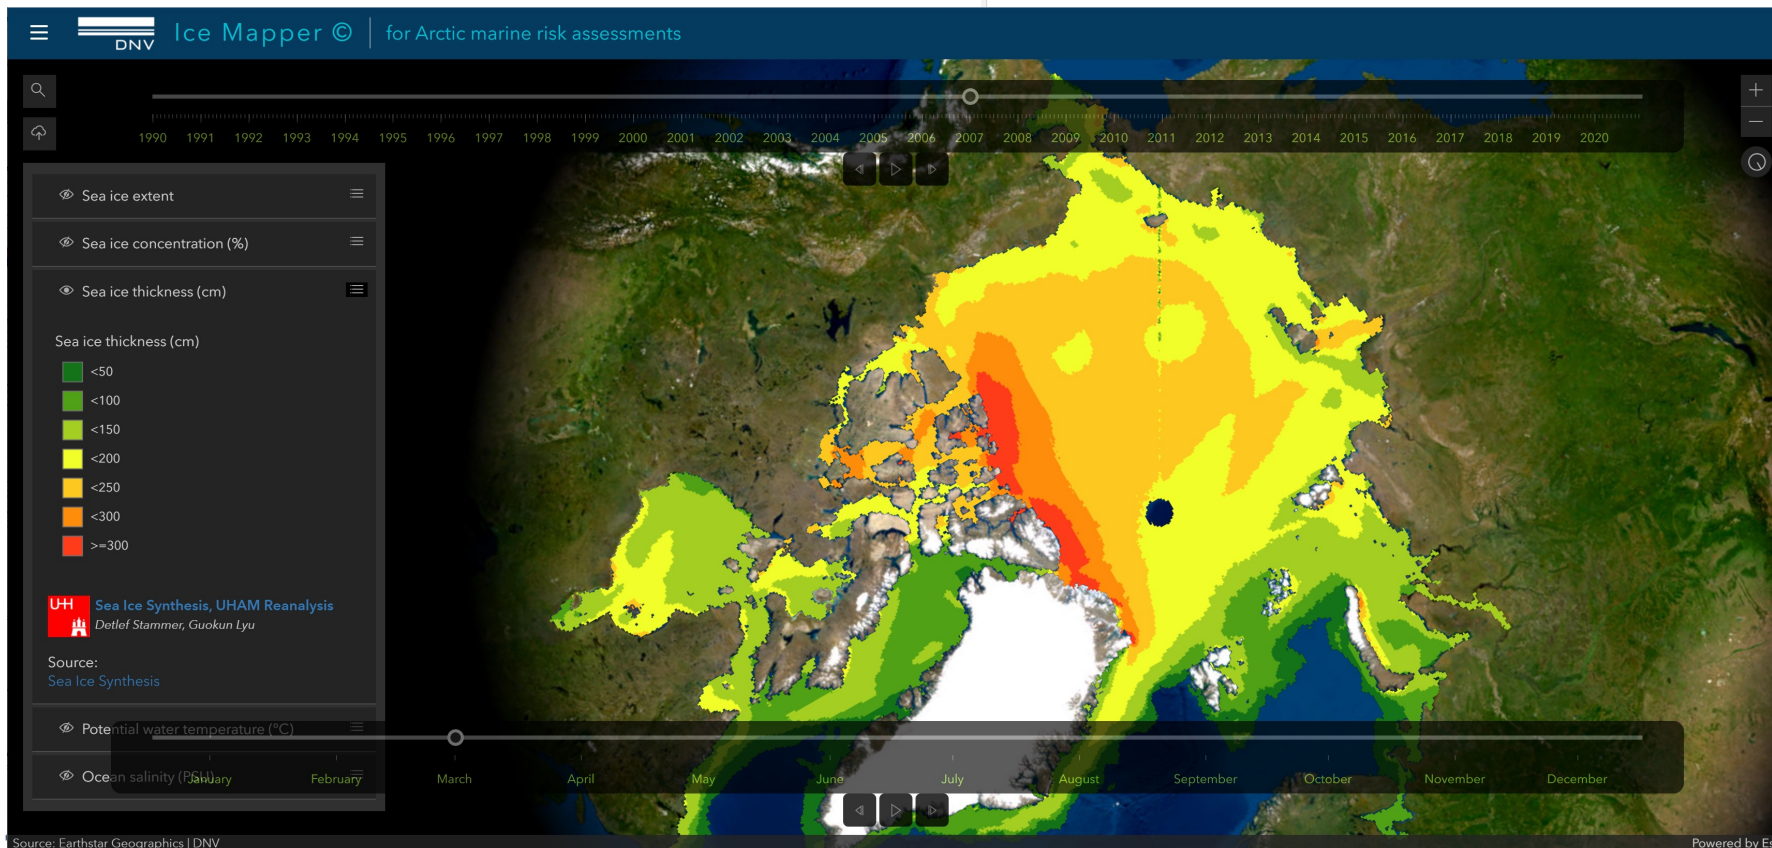 DNV
Ice Mapper © for Arctic marine risk assessments
1990 1991 1992 1993 1994 1995 1996 1997 1998 1999 2000 2001 2002 2003 2004 2005 2006 2007 2008 2009 2010 2011 2012 2013 2014 2015 2016 2017 2018 2019 2020
Sea ice extent
Sea ice concentration (%)
Sea ice thickness (cm)
Sea ice thickness (cm)
<50
<100
<150
<200
<250
<300
>=300
UH
Sea Ice Synthesis, UHAM Reanalysis
Detlef Stammer, Guokun Lyu
Source:
Sea Ice Synthesis
Potential water temperature (°C)
Ocean salinity (PSU)
January February March April May June July August September October November December
Source: Earthstar Geographics | DNV
Powered by Es